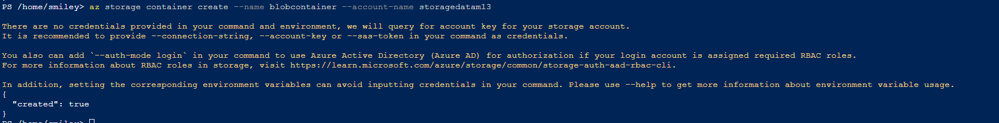 PS /home/smiley> az storage container create --name blobcontainer --account-name storagedatam13
There are no credentials provided in your command and environment, we will query for account key for your storage account.
It is recommended to provide --connection-string, --account-key or --sas-token in your command as credentials.
You also can add `--auth-mode login` in your command to use Azure Active Directory (Azure AD) for authorization if your login account is assigned required RBAC roles.
For more information about RBAC roles in storage, visit https://learn.microsoft.com/azure/storage/common/storage-auth-aad-rbac-cli.
In addition, setting the corresponding environment variables can avoid inputting credentials in your command. Please use --help to get more information about environment variable usage.
{
  "created": true
}
PS /home/smiley>